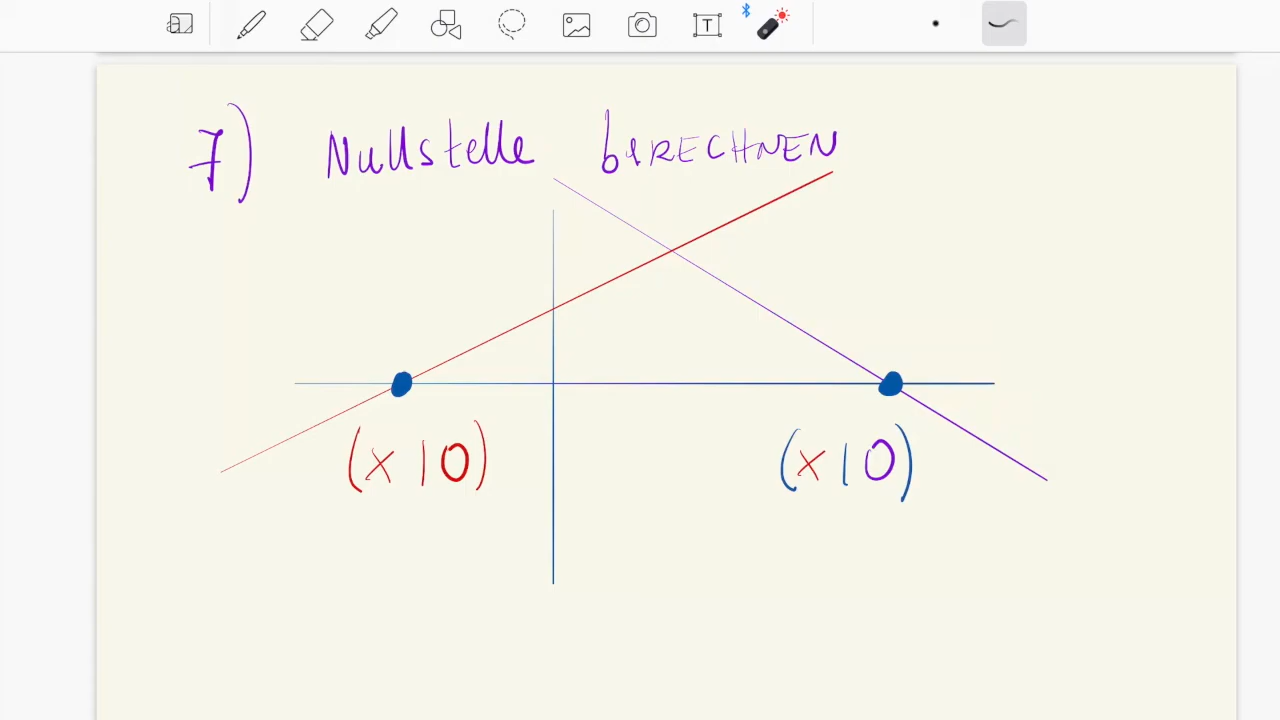 7) Nullstelle bERECHNEN
(x | 0) (x | 0)